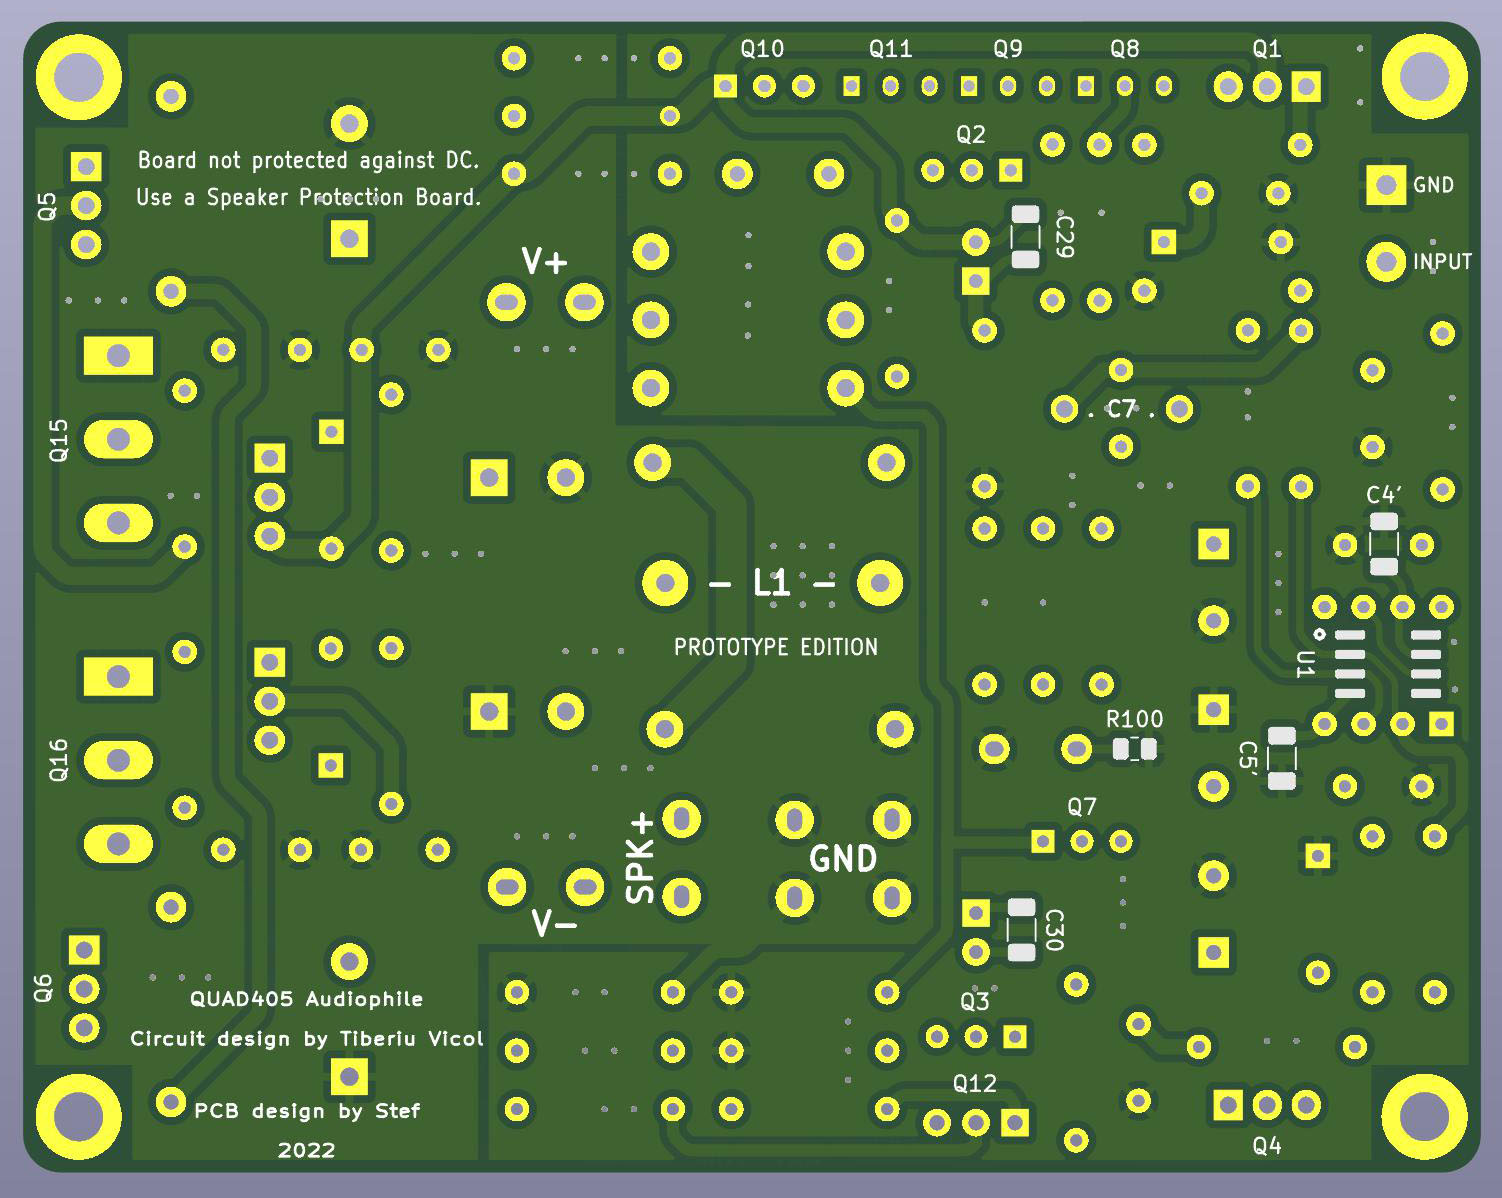 Q10 Q11 Q9 Q8 Q1
Q2
Board not protected against DC.
Use a Speaker Protection Board.
GND
Q5
C29
V+
INPUT
. C7 .
Q15
C4'
- L1 -
PROTOTYPE EDITION
U1
R100
Q16
C5'
Q7
SPK+
GND
V-
C30
Q6
QUAD405 Audiophile
Q3
Circuit design by Tiberiu Vicol
Q12
PCB design by Stef
2022
Q4